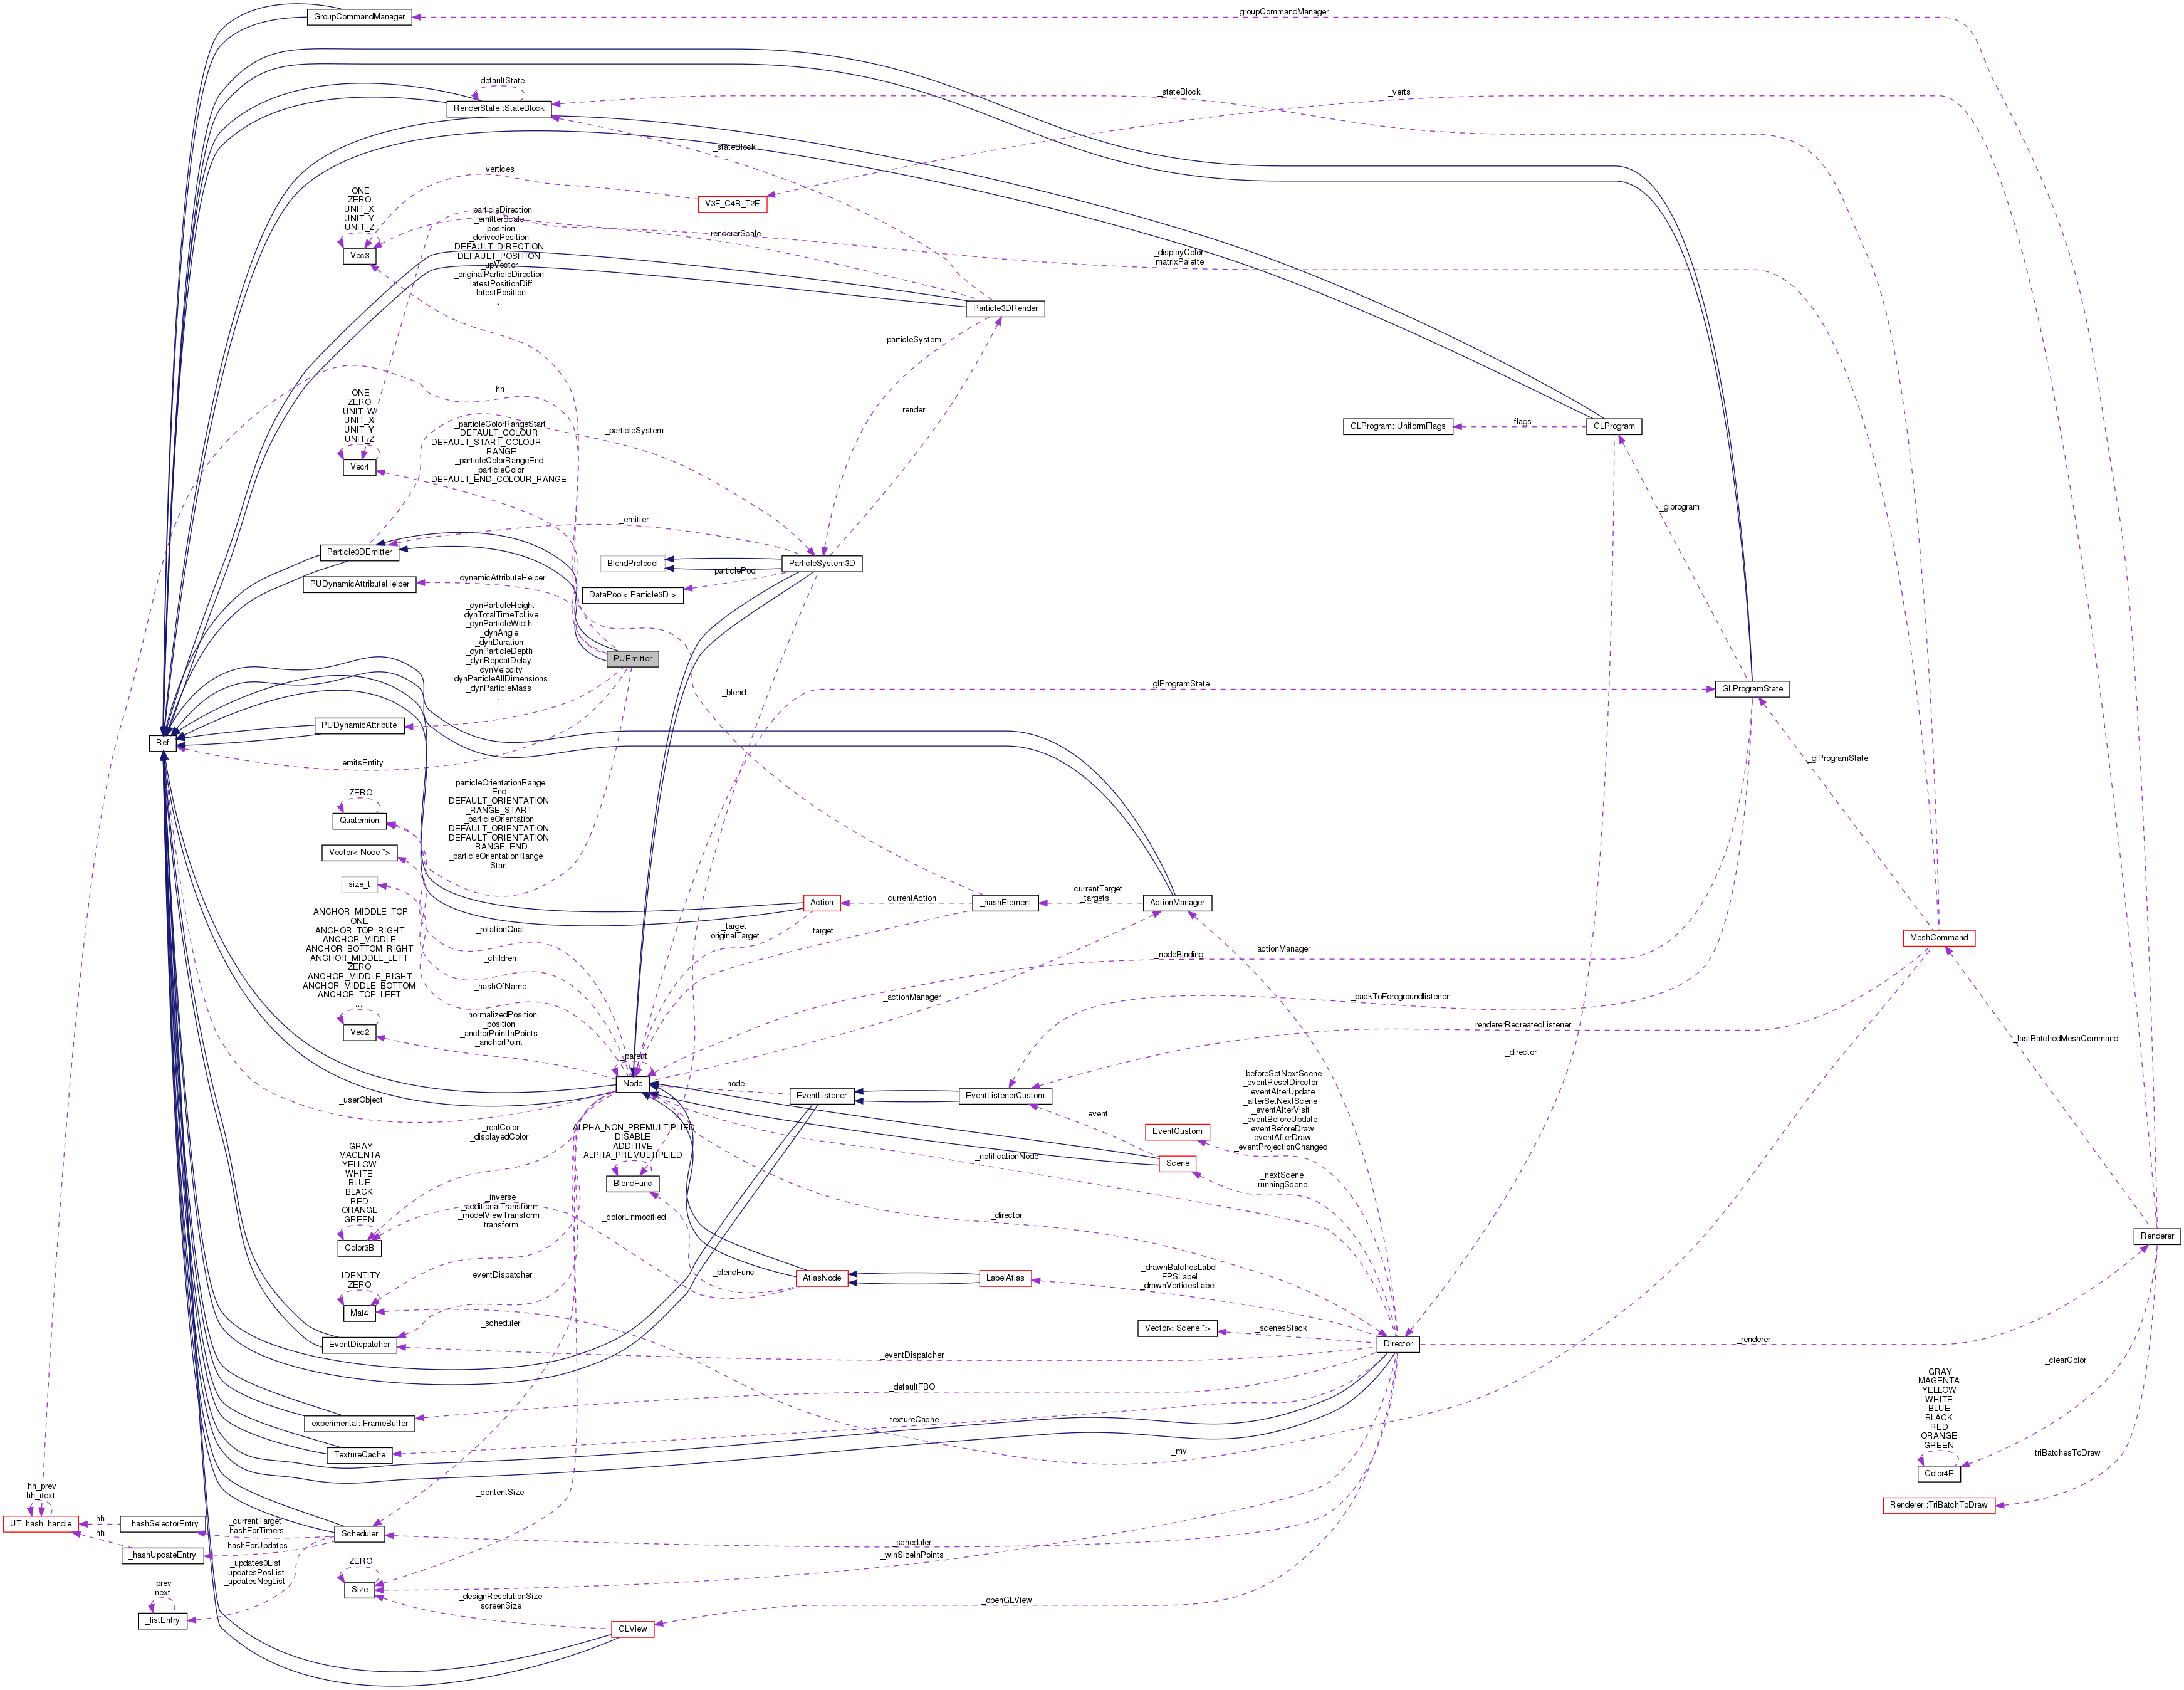 GroupCommandManager
_groupCommandManager
_defaultState
RenderState::StateBlock
_stateBlock
_verts
_stateBlock
vertices
V3F_C4B_T2F
ONE
ZERO
UNIT_X
UNIT_Y
UNIT_Z
Vec3
_particleDirection
_emitterScale
_position
_derivedPosition
DEFAULT_DIRECTION
DEFAULT_POSITION
_upVector
_originalParticleDirection
_latestPositionDiff
_latestPosition
...
_rendererScale
_displayColor
_matrixPalette
Particle3DRender
_particleSystem
hh
ONE
ZERO
UNIT_W
UNIT_X
UNIT_Y
UNIT_Z
Vec4
_particleColorRangeStart
DEFAULT_COLOUR
DEFAULT_START_COLOUR
_RANGE
_particleColorRangeEnd
_particleColor
DEFAULT_END_COLOUR_RANGE
_particleSystem
_render
GLProgram::UniformFlags
_flags
GLProgram
_glprogram
_emitter
Particle3DEmitter
BlendProtocol
ParticleSystem3D
_particlePool
DataPool< Particle3D >
PUDynamicAttributeHelper
_dynamicAttributeHelper
_dynParticleHeight
_dynTotalTimeToLive
_dynParticleWidth
_dynAngle
_dynDuration
_dynParticleDepth
_dynRepeatDelay
_dynVelocity
_dynParticleAllDimensions
_dynParticleMass
...
PUEmitter
_blend
_glProgramState
GLProgramState
PUDynamicAttribute
Ref
_emitsEntity
_glProgramState
ZERO
Quaternion
_particleOrientationRange
End
DEFAULT_ORIENTATION
_RANGE_START
_particleOrientation
DEFAULT_ORIENTATION
DEFAULT_ORIENTATION
_RANGE_END
_particleOrientationRange
Start
Vector< Node *>
size_t
Action
currentAction
_hashElement
_currentTarget
_targets
ActionManager
_target
_originalTarget
target
_rotationQuat
_children
_hashOfName
_nodeBinding
_actionManager
MeshCommand
ANCHOR_MIDDLE_TOP
ONE
ANCHOR_TOP_RIGHT
ANCHOR_MIDDLE
ANCHOR_BOTTOM_RIGHT
ANCHOR_MIDDLE_LEFT
ZERO
ANCHOR_MIDDLE_RIGHT
ANCHOR_MIDDLE_BOTTOM
ANCHOR_TOP_LEFT
...
Vec2
_normalizedPosition
_position
_anchorPointInPoints
_anchorPoint
_actionManager
_backToForegroundlistener
_rendererRecreatedListener
_lastBatchedMeshCommand
_director
_parent
Node
_node
EventListener
EventListenerCustom
_userObject
_event
_beforeSetNextScene
_eventResetDirector
_eventAfterUpdate
_afterSetNextScene
_eventAfterVisit
_eventBeforeUpdate
_eventBeforeDraw
_eventAfterDraw
_eventProjectionChanged
EventCustom
_realColor
_displayedColor
ALPHA_NON_PREMULTIPLIED
DISABLE
ADDITIVE
ALPHA_PREMULTIPLIED
BlendFunc
_notificationNode
Scene
_nextScene
_runningScene
GRAY
MAGENTA
YELLOW
WHITE
BLUE
BLACK
RED
ORANGE
GREEN
Color3B
_inverse
_additionalTransform
_modelViewTransform
_transform
_colorUnmodified
_director
Renderer
_eventDispatcher
_blendFunc
AtlasNode
LabelAtlas
_drawnBatchesLabel
_FPSLabel
_drawnVerticesLabel
IDENTITY
ZERO
Mat4
_scheduler
Vector< Scene *>
_scenesStack
Director
_renderer
EventDispatcher
_eventDispatcher
_clearColor
_defaultFBO
experimental::FrameBuffer
_textureCache
TextureCache
_mv
GRAY
MAGENTA
YELLOW
WHITE
BLUE
BLACK
RED
ORANGE
GREEN
Color4F
_triBatchesToDraw
Renderer::TriBatchToDraw
hh_prev
hh_next
UT_hash_handle
hh
_hashSelectorEntry
_currentTarget
_hashForTimers
Scheduler
_contentSize
hh
_hashUpdateEntry
_hashForUpdates
_scheduler
_winSizeInPoints
_updates0List
_updatesPosList
_updatesNegList
ZERO
Size
prev
next
_listEntry
_designResolutionSize
_screenSize
GLView
_openGLView